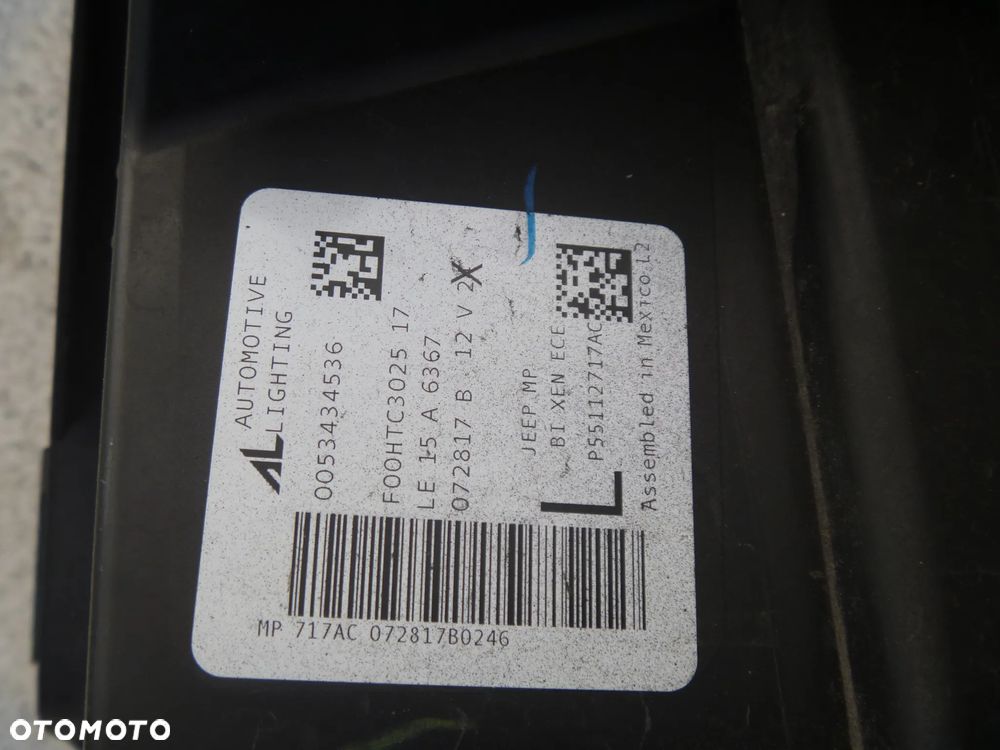 AL AUTOMOTIVE
LIGHTING
0053434536
F00HTC3025 17
LE 15 A 6367
072817 B 12 V
JEEP MP
BI XEN ECE
P55112717AC
L
Assembled in Mexico L2
MP 717AC 072817B0246
OTOMOTO